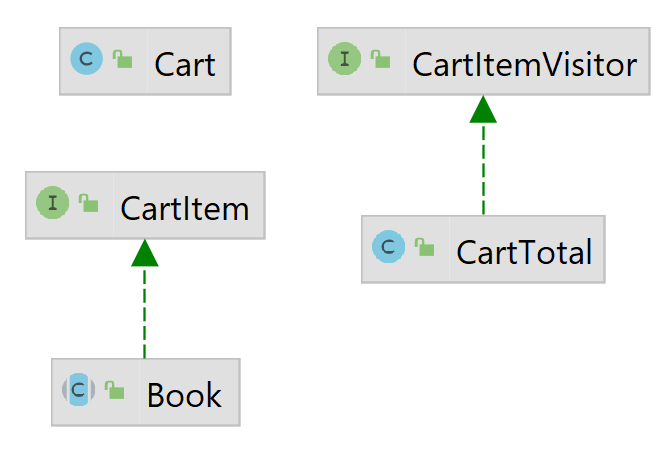 C Cart
I CartItemVisitor
I CartItem
C CartTotal
C Book